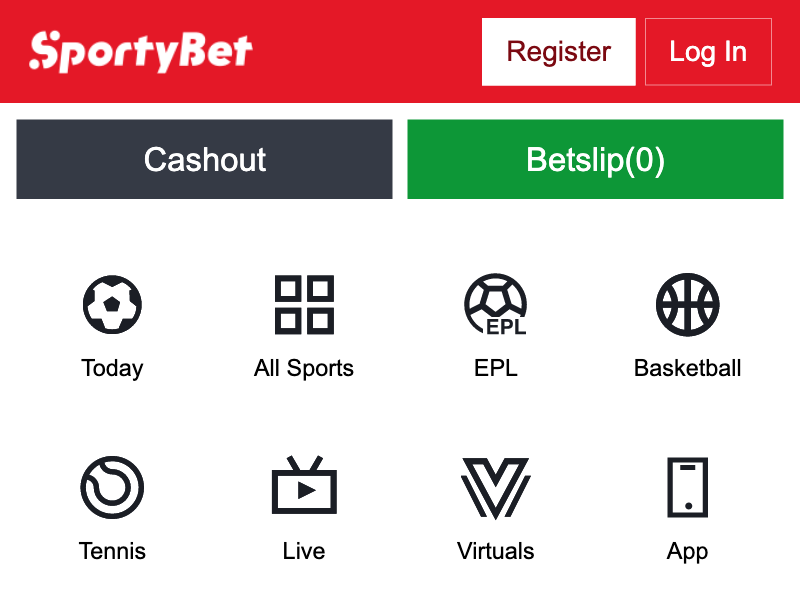 SportyBet
Register
Log In
Cashout
Betslip(0)
EPL
Today
All Sports
EPL
Basketball
Tennis
Live
Virtuals
App